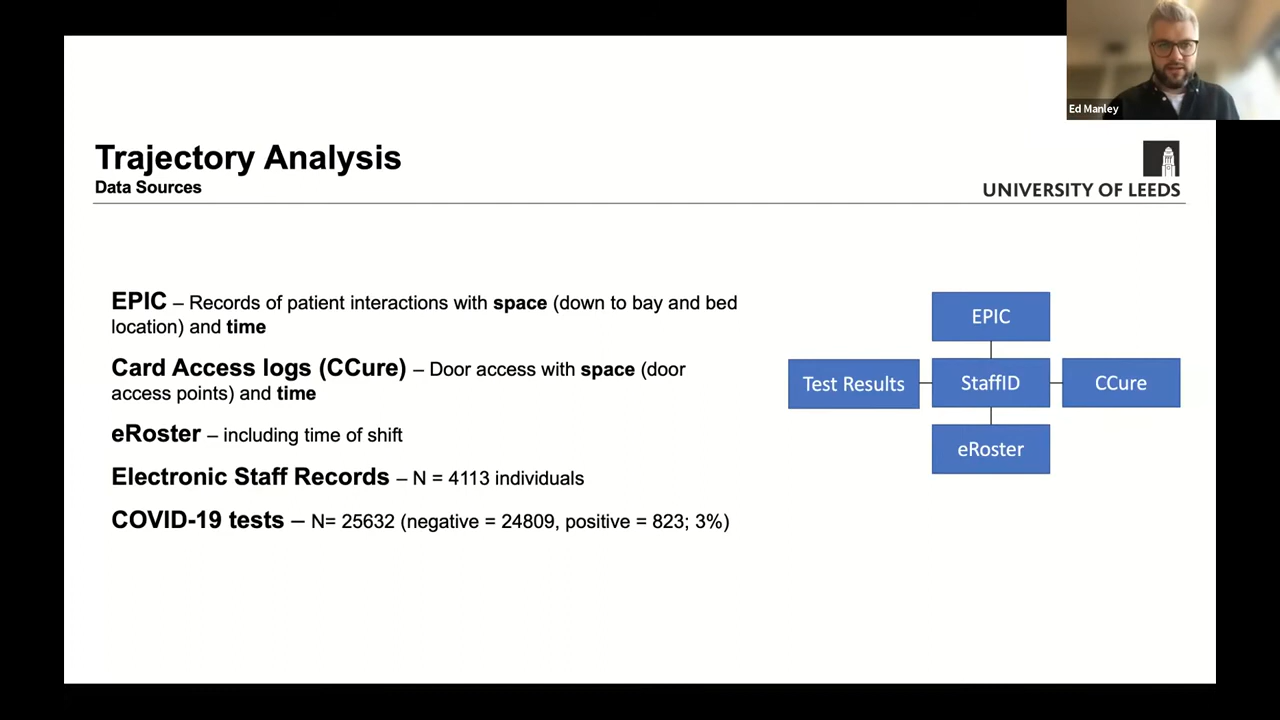 Ed Manley
Trajectory Analysis
Data Sources
UNIVERSITY OF LEEDS
EPIC – Records of patient interactions with space (down to bay and bed
location) and time
Card Access logs (CCure) – Door access with space (door
access points) and time
eRoster – including time of shift
Electronic Staff Records – N = 4113 individuals
COVID-19 tests – N= 25632 (negative = 24809, positive = 823; 3%)
EPIC
Test Results
StaffID
CCure
eRoster